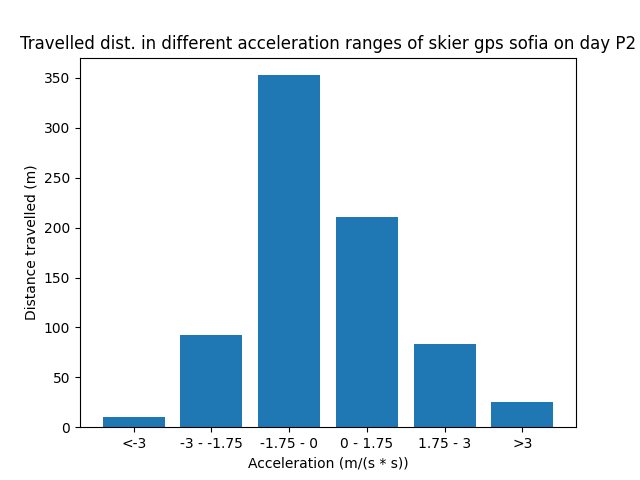 Travelled dist. in different acceleration ranges of skier gps sofia on day P2
350
300
250
200
150
100
50
0
Distance travelled (m)
<-3 -3 - -1.75 -1.75 - 0 0 - 1.75 1.75 - 3 >3
Acceleration (m/(s * s))